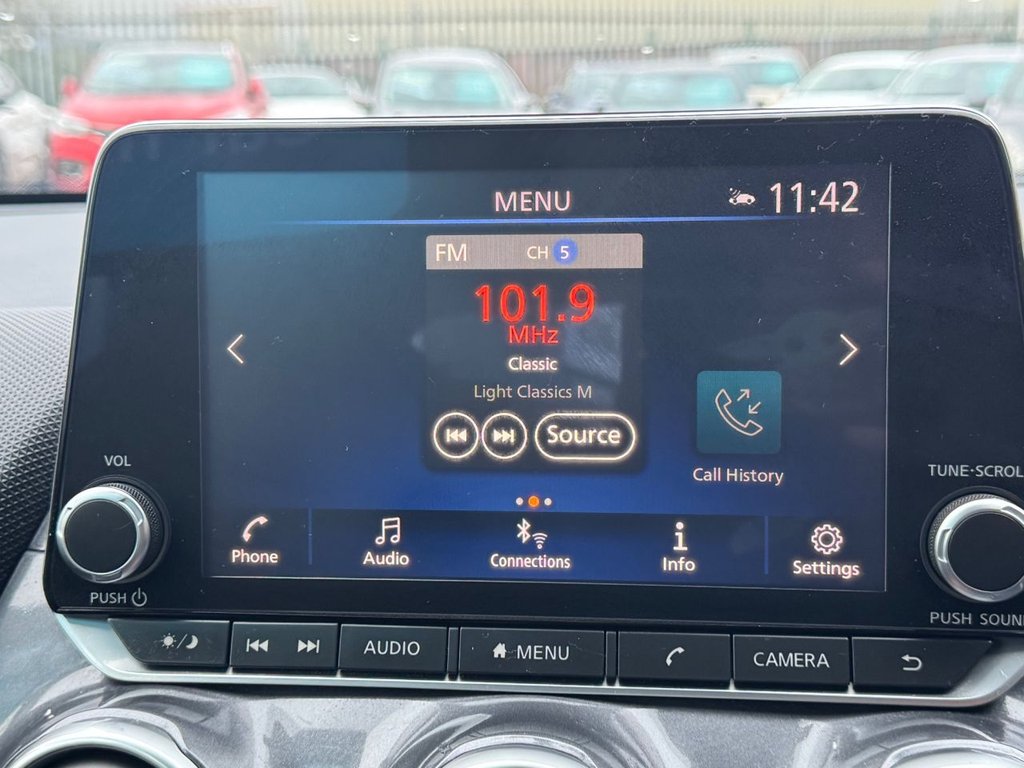 MENU
11:42
FM CH 5
101.9
MHz
Classic
Light Classics M
Source
Call History
VOL
TUNE·SCROL
Phone
Audio
Connections
Info
Settings
PUSH
PUSH SOUN
AUDIO
MENU
CAMERA